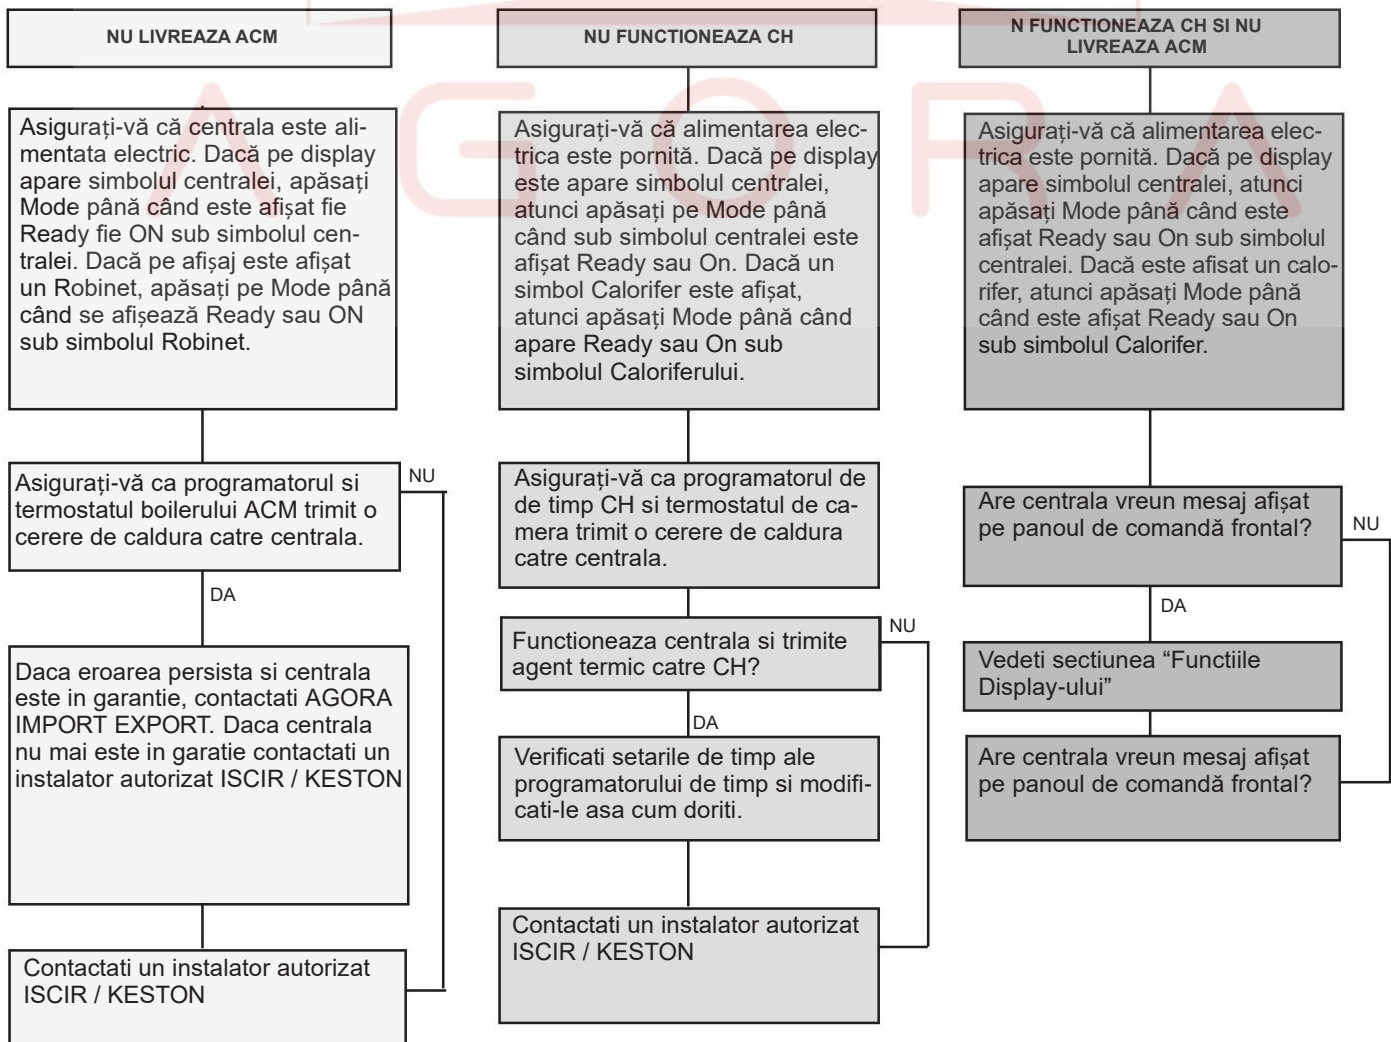 NU LIVREAZA ACM
Asigurați-vă că centrala este ali-
mentata electric. Dacă pe display
apare simbolul centralei, apăsați
Mode până când este afișat fie
Ready fie ON sub simbolul cen-
tralei. Dacă pe afișaj este afișat
un Robinet, apăsați pe Mode până
când se afișează Ready sau ON
sub simbolul Robinet.
Asigurați-vă ca programatorul si
termostatul boilerului ACM trimit o
cerere de caldura catre centrala.
NU
DA
Daca eroarea persista si centrala
este in garantie, contactati AGORA
IMPORT EXPORT. Daca centrala
nu mai este in garatie contactati un
instalator autorizat ISCIR / KESTON
Contactati un instalator autorizat
ISCIR / KESTON
NU FUNCTIONEAZA CH
Asigurați-vă că alimentarea elec-
trica este pornită. Dacă pe display
este apare simbolul centralei,
atunci apăsați pe Mode până
când sub simbolul centralei este
afișat Ready sau On. Dacă un
simbol Calorifer este afișat,
atunci apăsați Mode până când
apare Ready sau On sub
simbolul Caloriferului.
Asigurați-vă ca programatorul de
de timp CH si termostatul de ca-
mera trimit o cerere de caldura
catre centrala.
Functioneaza centrala si trimite
agent termic catre CH?
NU
DA
Verificati setarile de timp ale
programatorului de timp si modifi-
cati-le asa cum doriti.
Contactati un instalator autorizat
ISCIR / KESTON
N FUNCTIONEAZA CH SI NU
LIVREAZA ACM
Asigurați-vă că alimentarea elec-
trica este pornită. Dacă pe display
apare simbolul centralei, atunci
apăsați Mode până când este
afișat Ready sau On sub simbolul
centralei. Dacă este afisat un calo-
rifer, atunci apăsați Mode până
când este afișat Ready sau On
sub simbolul Calorifer.
Are centrala vreun mesaj afișat
pe panoul de comandă frontal?
NU
DA
Vedeti sectiunea “Functiile
Display-ului”
Are centrala vreun mesaj afișat
pe panoul de comandă frontal?
AGORA